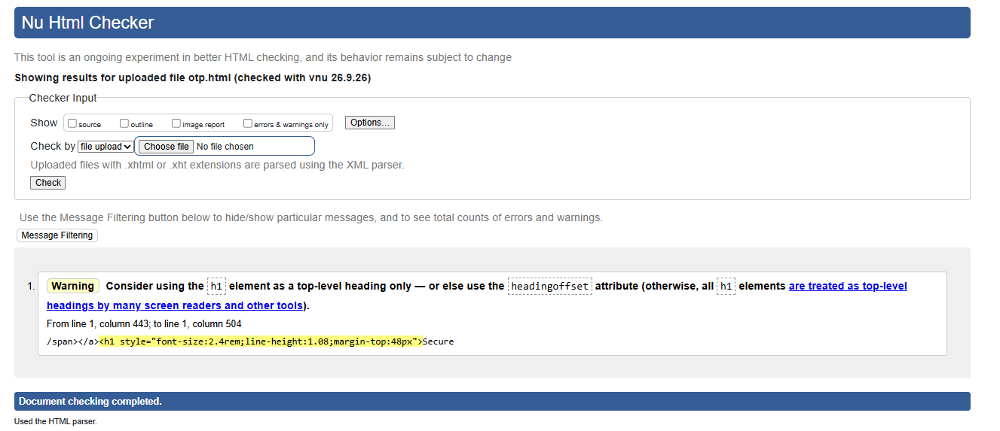 Nu Html Checker
This tool is an ongoing experiment in better HTML checking, and its behavior remains subject to change
Showing results for uploaded file otp.html (checked with vnu 26.9.26)
Checker Input
Show source outline image report errors & warnings only Options...
Check by file upload Choose file No file chosen
Uploaded files with .xhtml or .xht extensions are parsed using the XML parser.
Check
Use the Message Filtering button below to hide/show particular messages, and to see total counts of errors and warnings.
Message Filtering
1. Warning Consider using the h1 element as a top-level heading only — or else use the headingoffset attribute (otherwise, all h1 elements are treated as top-level
headings by many screen readers and other tools).
From line 1, column 443; to line 1, column 504
/span></a><h1 style="font-size:2.4rem;line-height:1.08;margin-top:48px">Secure
Document checking completed.
Used the HTML parser.